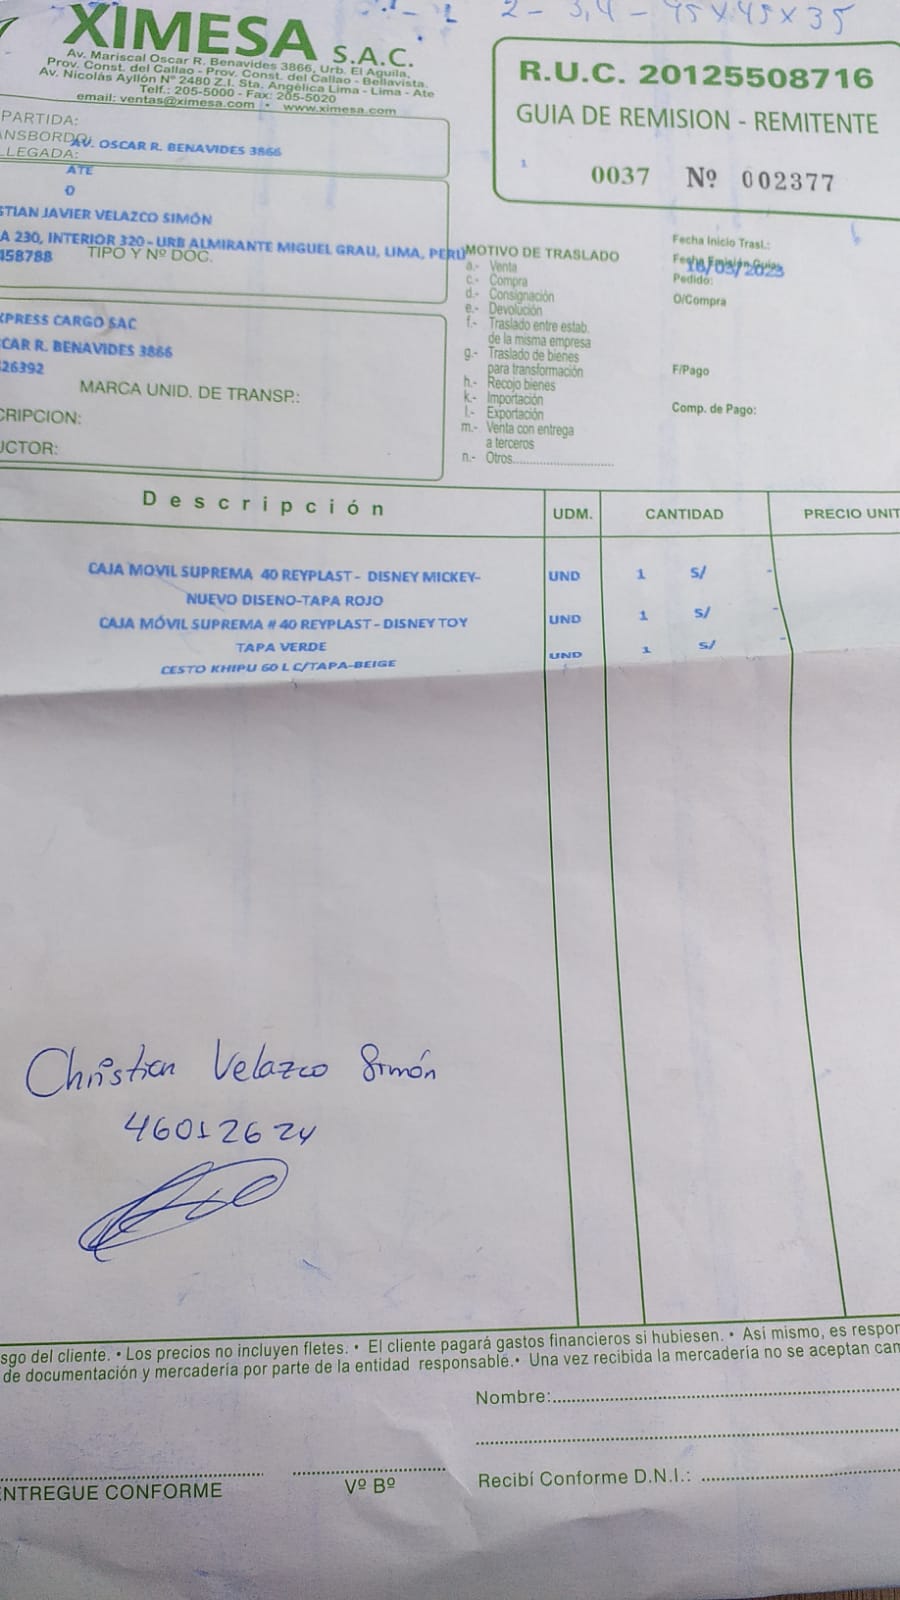 2 - 3,4 - 45 x 45 x 35
XIMESA S.A.C.
Av. Mariscal Oscar R. Benavides 3866, Urb. El Aguila,
Prov. Const. del Callao - Prov. Const. del Callao - Bellavista.
Av. Nicolás Ayllón Nº 2480 Z.I. Sta. Angélica Lima - Lima - Ate
Telf.: 205-5000 - Fax: 205-5020
email: ventas@ximesa.com • www.ximesa.com
R.U.C. 20125508716
GUIA DE REMISION - REMITENTE
1
0037 Nº 002377
PARTIDA:
ANSBORDO:
AV. OSCAR R. BENAVIDES 3866
LLEGADA:
ATE
O
STIAN JAVIER VELAZCO SIMÓN
A 230, INTERIOR 320 - URB ALMIRANTE MIGUEL GRAU, LIMA, PERÚ
458788
TIPO Y Nº DOC.
XPRESS CARGO SAC
CAR R. BENAVIDES 3866
26392
MARCA UNID. DE TRANSP.:
CRIPCION:
UCTOR:
MOTIVO DE TRASLADO
a.- Venta
c.- Compra
d.- Consignación
e.- Devolución
f.- Traslado entre estab.
de la misma empresa
g.- Traslado de bienes
para transformación
h.- Recojo bienes
k.- Importación
l.- Exportación
m.- Venta con entrega
a terceros
n.- Otros
Fecha Inicio Trasl.:
Fecha Emisión Guia:
/03/2023
Pedido:
O/Compra
F/Pago
Comp. de Pago:
Descripción UDM. CANTIDAD PRECIO UNIT
CAJA MOVIL SUPREMA 40 REYPLAST - DISNEY MICKEY- UND 1 S/ -
NUEVO DISENO-TAPA ROJO
CAJA MÓVIL SUPREMA # 40 REYPLAST - DISNEY TOY UND 1 S/ -
TAPA VERDE
CESTO KHIPU 60 L C/TAPA-BEIGE UND 1 S/ -
Christian Velazco Simón
46012624
sgo del cliente. • Los precios no incluyen fletes. • El cliente pagará gastos financieros si hubiesen. • Así mismo, es respor
de documentación y mercadería por parte de la entidad responsable. • Una vez recibida la mercadería no se aceptan can
Nombre:
ENTREGUE CONFORME
Vº Bº
Recibí Conforme D.N.I.: